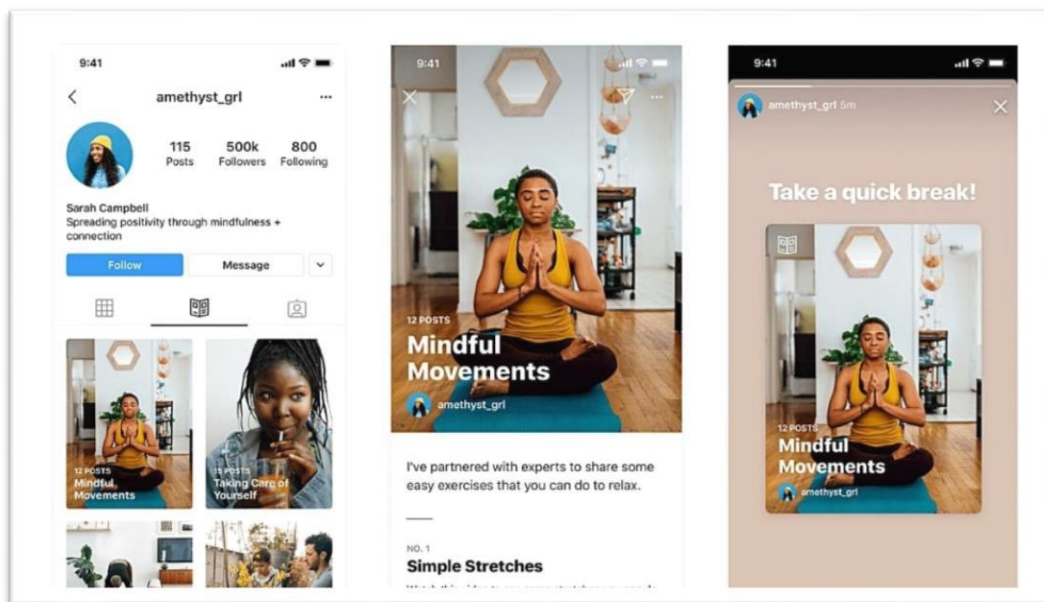 9:41
amethyst_grl
115 500k 800
Posts Followers Following
Sarah Campbell
Spreading positivity through mindfulness +
connection
Follow Message
12 POSTS
Mindful
Movements
15 POSTS
Taking Care of
Yourself
9:41
12 POSTS
Mindful
Movements
amethyst_grl
I've partnered with experts to share some
easy exercises that you can do to relax.
NO. 1
Simple Stretches
9:41
amethyst_grl 5m
Take a quick break!
12 POSTS
Mindful
Movements
amethyst_grl